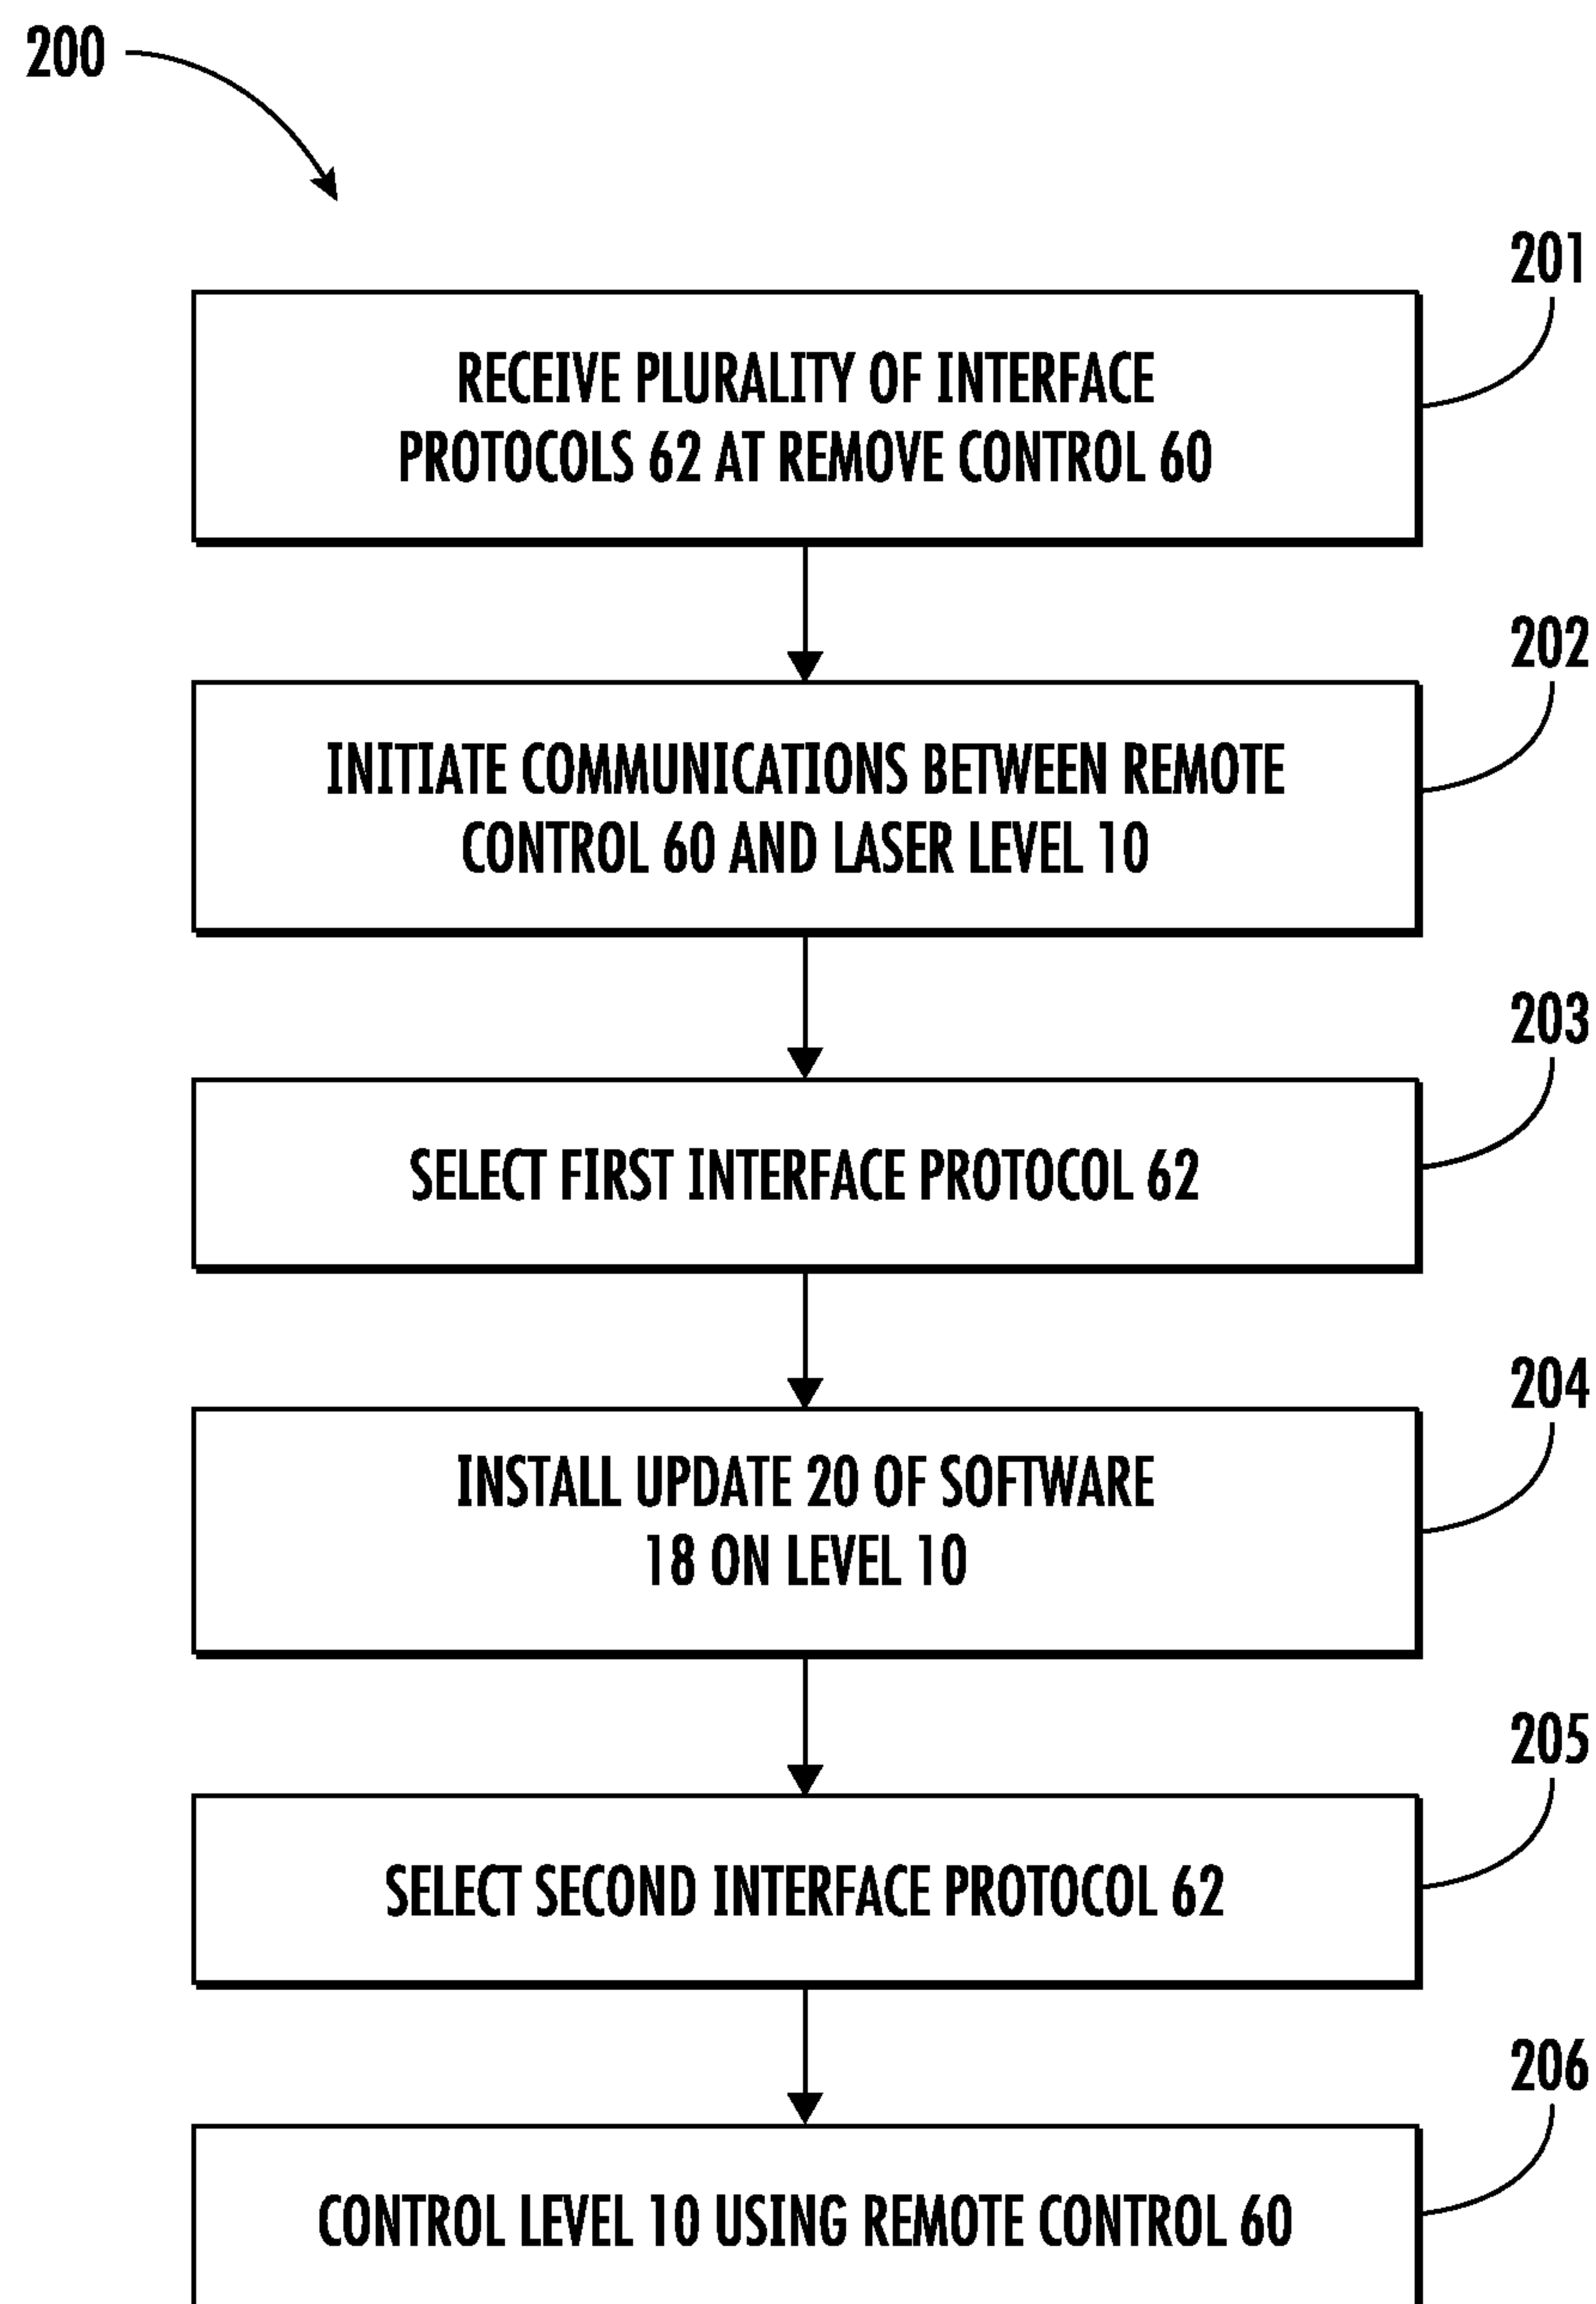 200
201
RECEIVE PLURALITY OF INTERFACE
PROTOCOLS 62 AT REMOVE CONTROL 60
202
INITIATE COMMUNICATIONS BETWEEN REMOTE
CONTROL 60 AND LASER LEVEL 10
203
SELECT FIRST INTERFACE PROTOCOL 62
204
INSTALL UPDATE 20 OF SOFTWARE
18 ON LEVEL 10
205
SELECT SECOND INTERFACE PROTOCOL 62
206
CONTROL LEVEL 10 USING REMOTE CONTROL 60